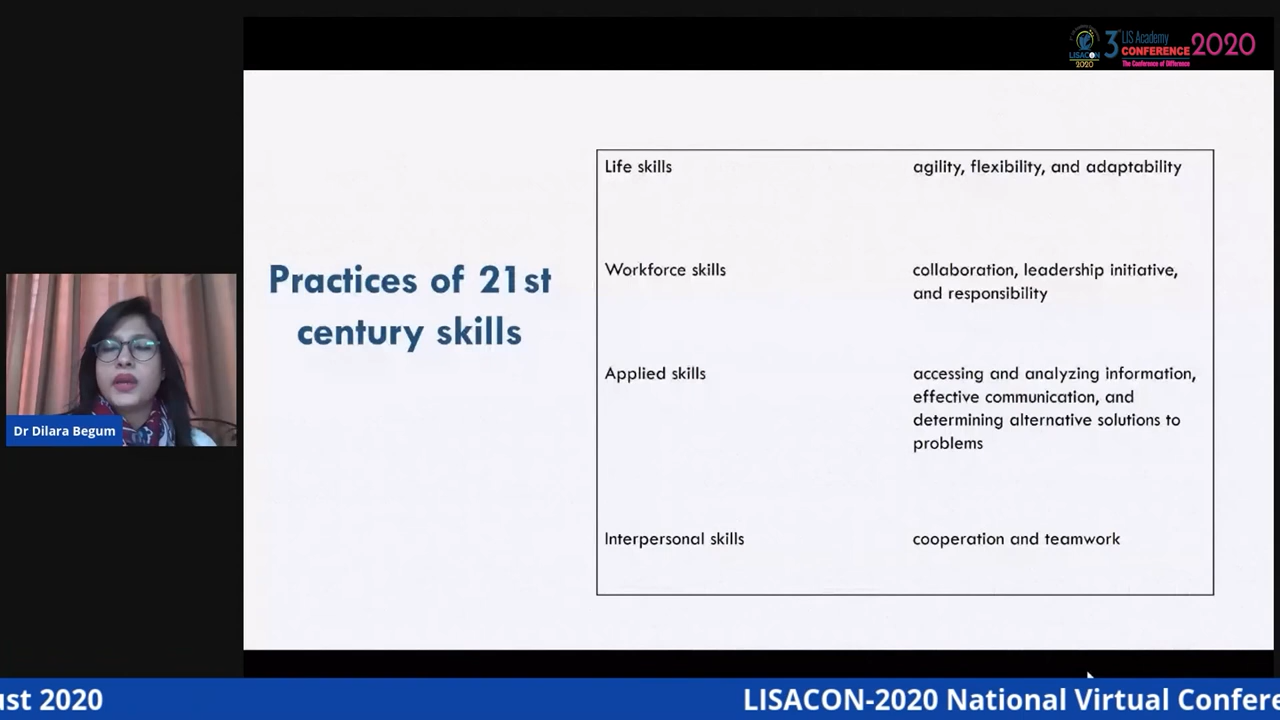 3rd LIS Academy
CONFERENCE 2020
The Conference of Difference
LISACON
2020
Practices of 21st
century skills
Life skills agility, flexibility, and adaptability
Workforce skills collaboration, leadership initiative,
and responsibility
Applied skills accessing and analyzing information,
effective communication, and
determining alternative solutions to
problems
Interpersonal skills cooperation and teamwork
Dr Dilara Begum
ust 2020 LISACON-2020 National Virtual Confere